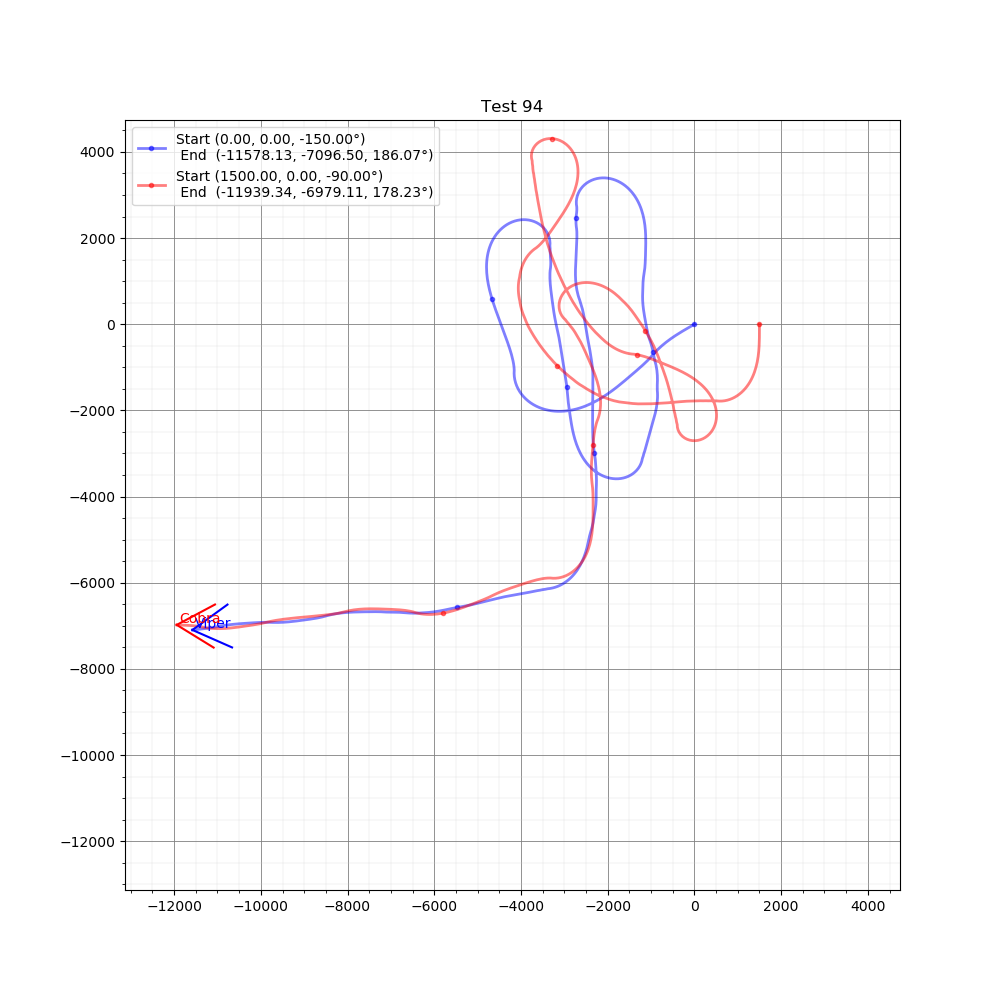 Test 94
Start (0.00, 0.00, -150.00°)
End  (-11578.13, -7096.50, 186.07°)
Start (1500.00, 0.00, -90.00°)
End  (-11939.34, -6979.11, 178.23°)
4000
2000
0
−2000
−4000
−6000
−8000
−10000
−12000
Cobra
Viper
−12000 −10000 −8000 −6000 −4000 −2000 0 2000 4000